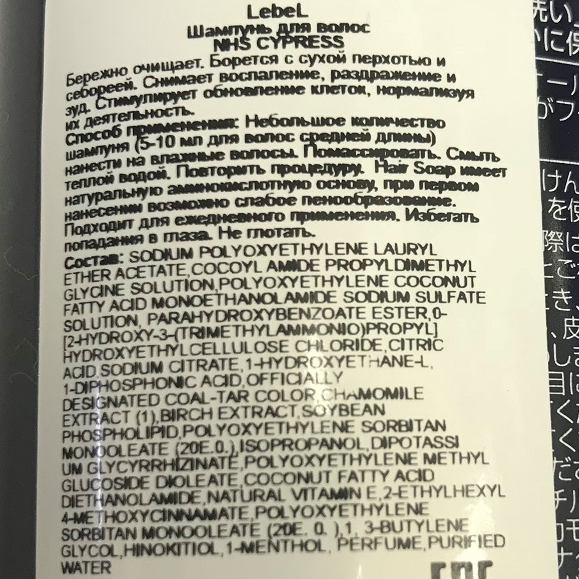 LebeL
Шампунь для волос
NHS CYPRESS
Бережно очищает. Борется с сухой перхотью и
себореей. Снимает воспаление, раздражение и
зуд. Стимулирует обновление клеток, нормализуя
их деятельность.
Способ применения: Небольшое количество
шампуня (5-10 мл для волос средней длины)
нанести на влажные волосы. Помассировать. Смыть
теплой водой. Повторить процедуру. Hair Soap имеет
натуральную аминокислотную основу, при первом
нанесении возможно слабое пенообразование.
Подходит для ежедневного применения. Избегать
попадания в глаза. Не глотать.
Состав: SODIUM POLYOXYETHYLENE LAURYL
ETHER ACETATE,COCOYL AMIDE PROPYLDIMETHYL
GLYCINE SOLUTION,POLYOXYETHYLENE COCONUT
FATTY ACID MONOETHANOLAMIDE SODIUM SULFATE
SOLUTION, PARAHYDROXYBENZOATE ESTER,0-
[2-HYDROXY-3-(TRIMETHYLAMMONIO)PROPYL]
HYDROXYETHYLCELLULOSE CHLORIDE,CITRIC
ACID,SODIUM CITRATE,1-HYDROXYETHANE-L,
1-DIPHOSPHONIC ACID,OFFICIALLY
DESIGNATED COAL-TAR COLOR,CHAMOMILE
EXTRACT (1),BIRCH EXTRACT,SOYBEAN
PHOSPHOLIPID,POLYOXYETHYLENE SORBITAN
MONOOLEATE (20E.0.),ISOPROPANOL,DIPOTASSI
UM GLYCYRRHIZINATE,POLYOXYETHYLENE METHYL
GLUCOSIDE DIOLEATE,COCONUT FATTY ACID
DIETHANOLAMIDE,NATURAL VITAMIN E,2-ETHYLHEXYL
4-METHOXYCINNAMATE,POLYOXYETHYLENE
SORBITAN MONOOLEATE (20E. 0. ),1, 3-BUTYLENE
GLYCOL,HINOKITIOL,1-MENTHOL, PERFUME,PURIFIED
WATER